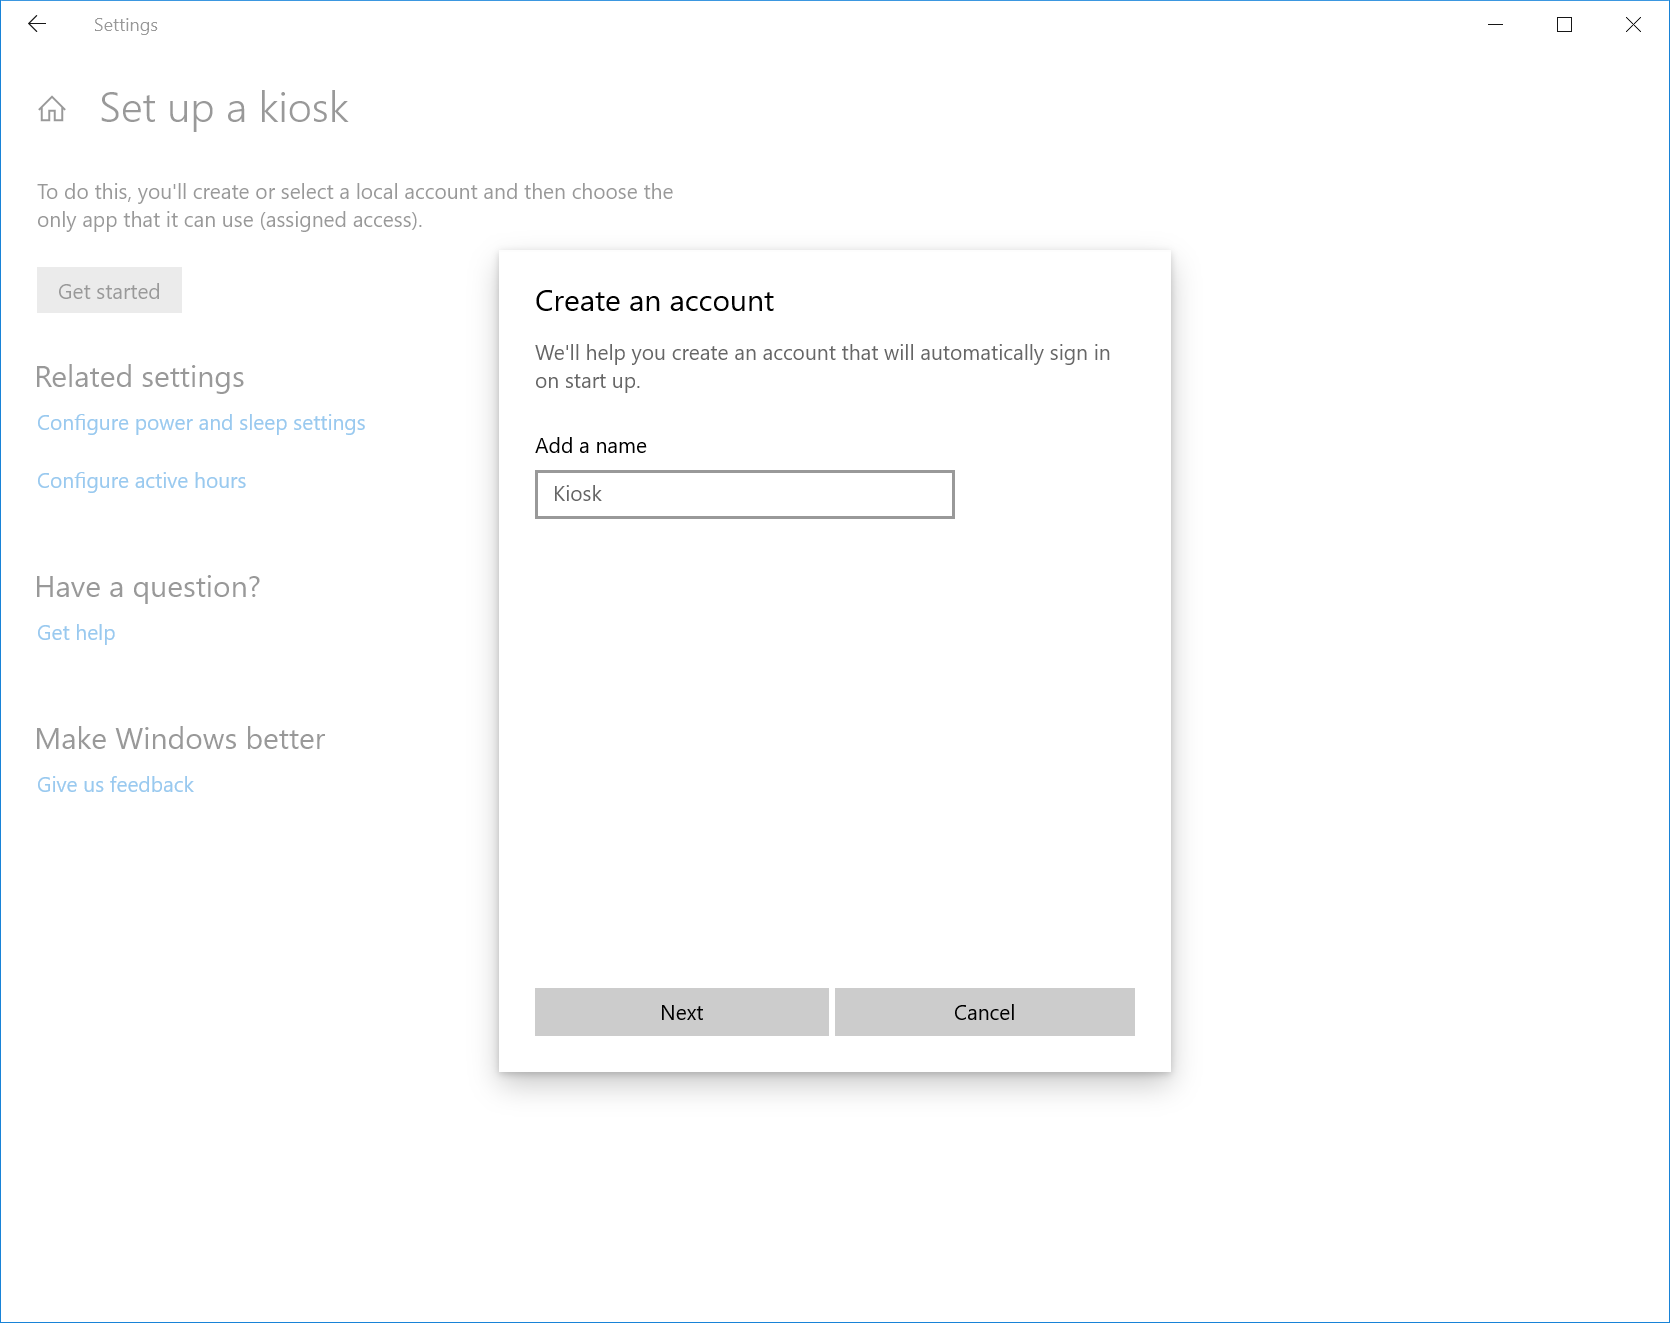 Settings
Set up a kiosk
To do this, you'll create or select a local account and then choose the
only app that it can use (assigned access).
Get started
Related settings
Configure power and sleep settings
Configure active hours
Have a question?
Get help
Make Windows better
Give us feedback
Create an account
We'll help you create an account that will automatically sign in
on start up.
Add a name
Kiosk
Next
Cancel